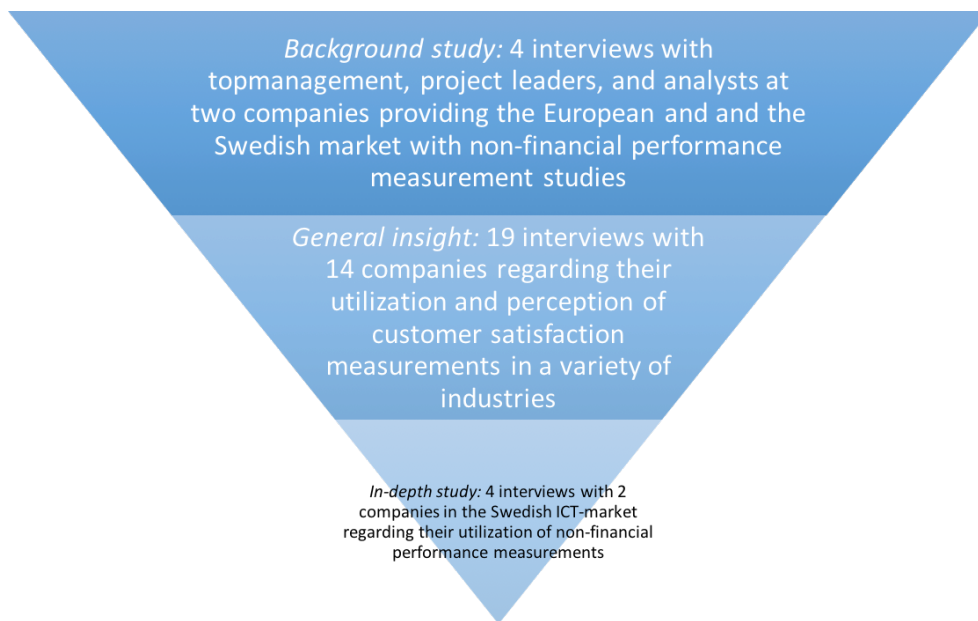 Background study: 4 interviews with
topmanagement, project leaders, and analysts at
two companies providing the European and and the
Swedish market with non-financial performance
measurement studies
General insight: 19 interviews with
14 companies regarding their
utilization and perception of
customer satisfaction
measurements in a variety of
industries
In-depth study: 4 interviews with 2
companies in the Swedish ICT-market
regarding their utilization of non-financial
performance measurements